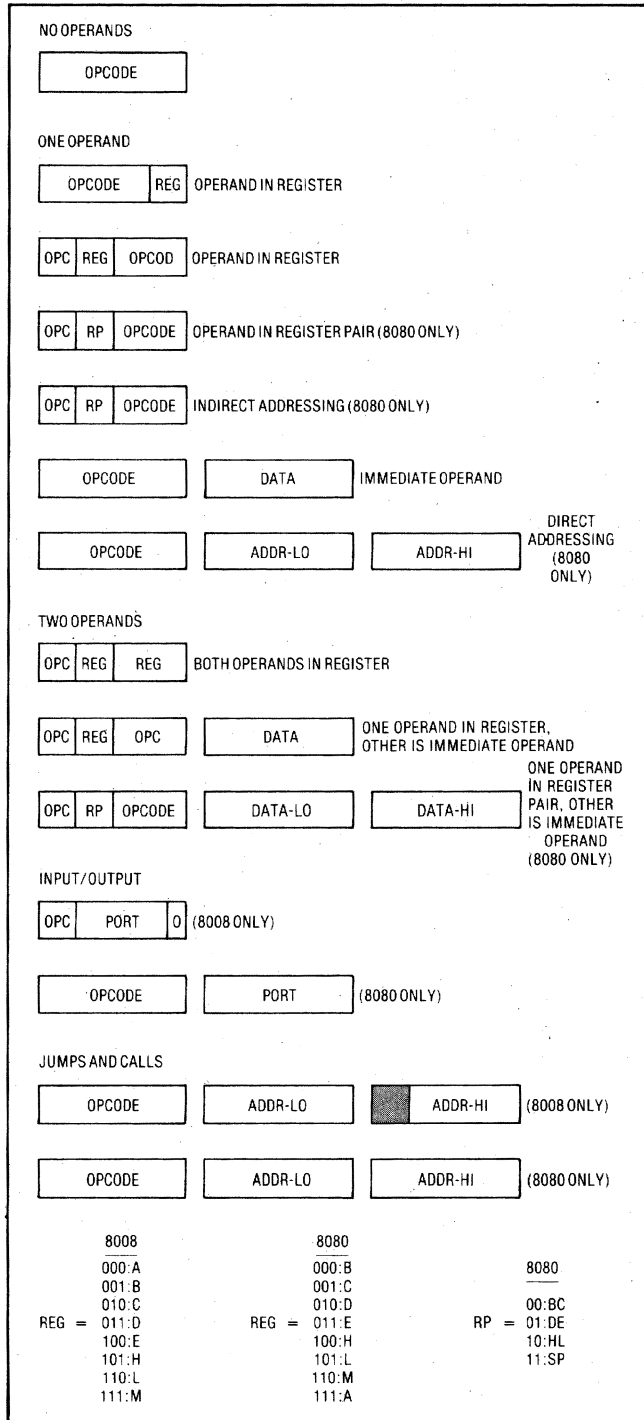 NO OPERANDS
OPCODE
ONE OPERAND
OPCODE REG OPERAND IN REGISTER
OPC REG OPCOD OPERAND IN REGISTER
OPC RP OPCODE OPERAND IN REGISTER PAIR (8080 ONLY)
OPC RP OPCODE INDIRECT ADDRESSING (8080 ONLY)
OPCODE DATA IMMEDIATE OPERAND
OPCODE ADDR-LO ADDR-HI DIRECT
ADDRESSING
(8080
ONLY)
TWO OPERANDS
OPC REG REG BOTH OPERANDS IN REGISTER
OPC REG OPC DATA ONE OPERAND IN REGISTER,
OTHER IS IMMEDIATE OPERAND
OPC RP OPCODE DATA-LO DATA-HI ONE OPERAND
IN REGISTER
PAIR, OTHER
IS IMMEDIATE
OPERAND
(8080 ONLY)
INPUT/OUTPUT
OPC PORT 0 (8008 ONLY)
OPCODE PORT (8080 ONLY)
JUMPS AND CALLS
OPCODE ADDR-LO ADDR-HI (8008 ONLY)
OPCODE ADDR-LO ADDR-HI (8080 ONLY)
8008 8080
000:A 000:B 8080
001:B 001:C
010:C 010:D 00:BC
REG = 011:D REG = 011:E RP = 01:DE
100:E 100:H 10:HL
101:H 101:L 11:SP
110:L 110:M
111:M 111:A